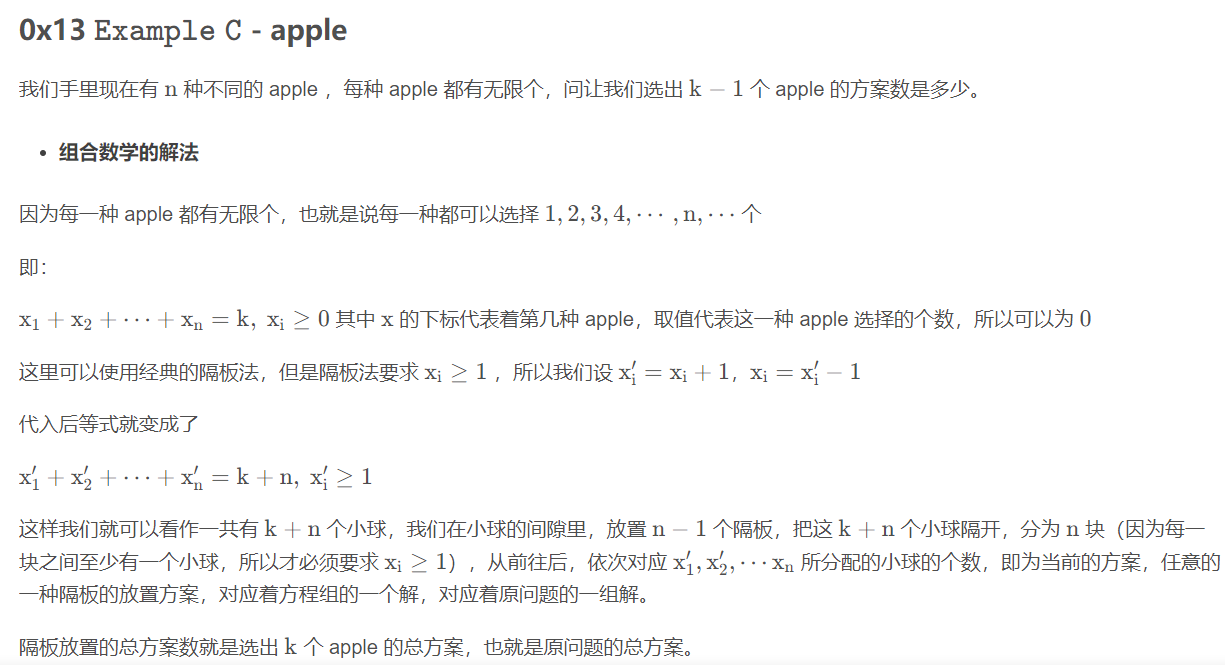 0x13 Example C - apple
我们手里现在有 n 种不同的 apple ，每种 apple 都有无限个，问让我们选出 k − 1 个 apple 的方案数是多少。
• 组合数学的解法
因为每一种 apple 都有无限个，也就是说每一种都可以选择 1, 2, 3, 4, ⋯ , n, ⋯ 个
即：
x₁ + x₂ + ⋯ + xₙ = k, xᵢ ≥ 0 其中 x 的下标代表着第几种 apple，取值代表这一种 apple 选择的个数，所以可以为 0
这里可以使用经典的隔板法，但是隔板法要求 xᵢ ≥ 1 ，所以我们设 x′ᵢ = xᵢ + 1，xᵢ = x′ᵢ − 1
代入后等式就变成了
x′₁ + x′₂ + ⋯ + x′ₙ = k + n, x′ᵢ ≥ 1
这样我们就可以看作一共有 k + n 个小球，我们在小球的间隙里，放置 n − 1 个隔板，把这 k + n 个小球隔开，分为 n 块（因为每一
块之间至少有一个小球，所以才必须要求 xᵢ ≥ 1），从前往后，依次对应 x′₁, x′₂, ⋯ xₙ 所分配的小球的个数，即为当前的方案，任意的
一种隔板的放置方案，对应着方程组的一个解，对应着原问题的一组解。
隔板放置的总方案数就是选出 k 个 apple 的总方案，也就是原问题的总方案。